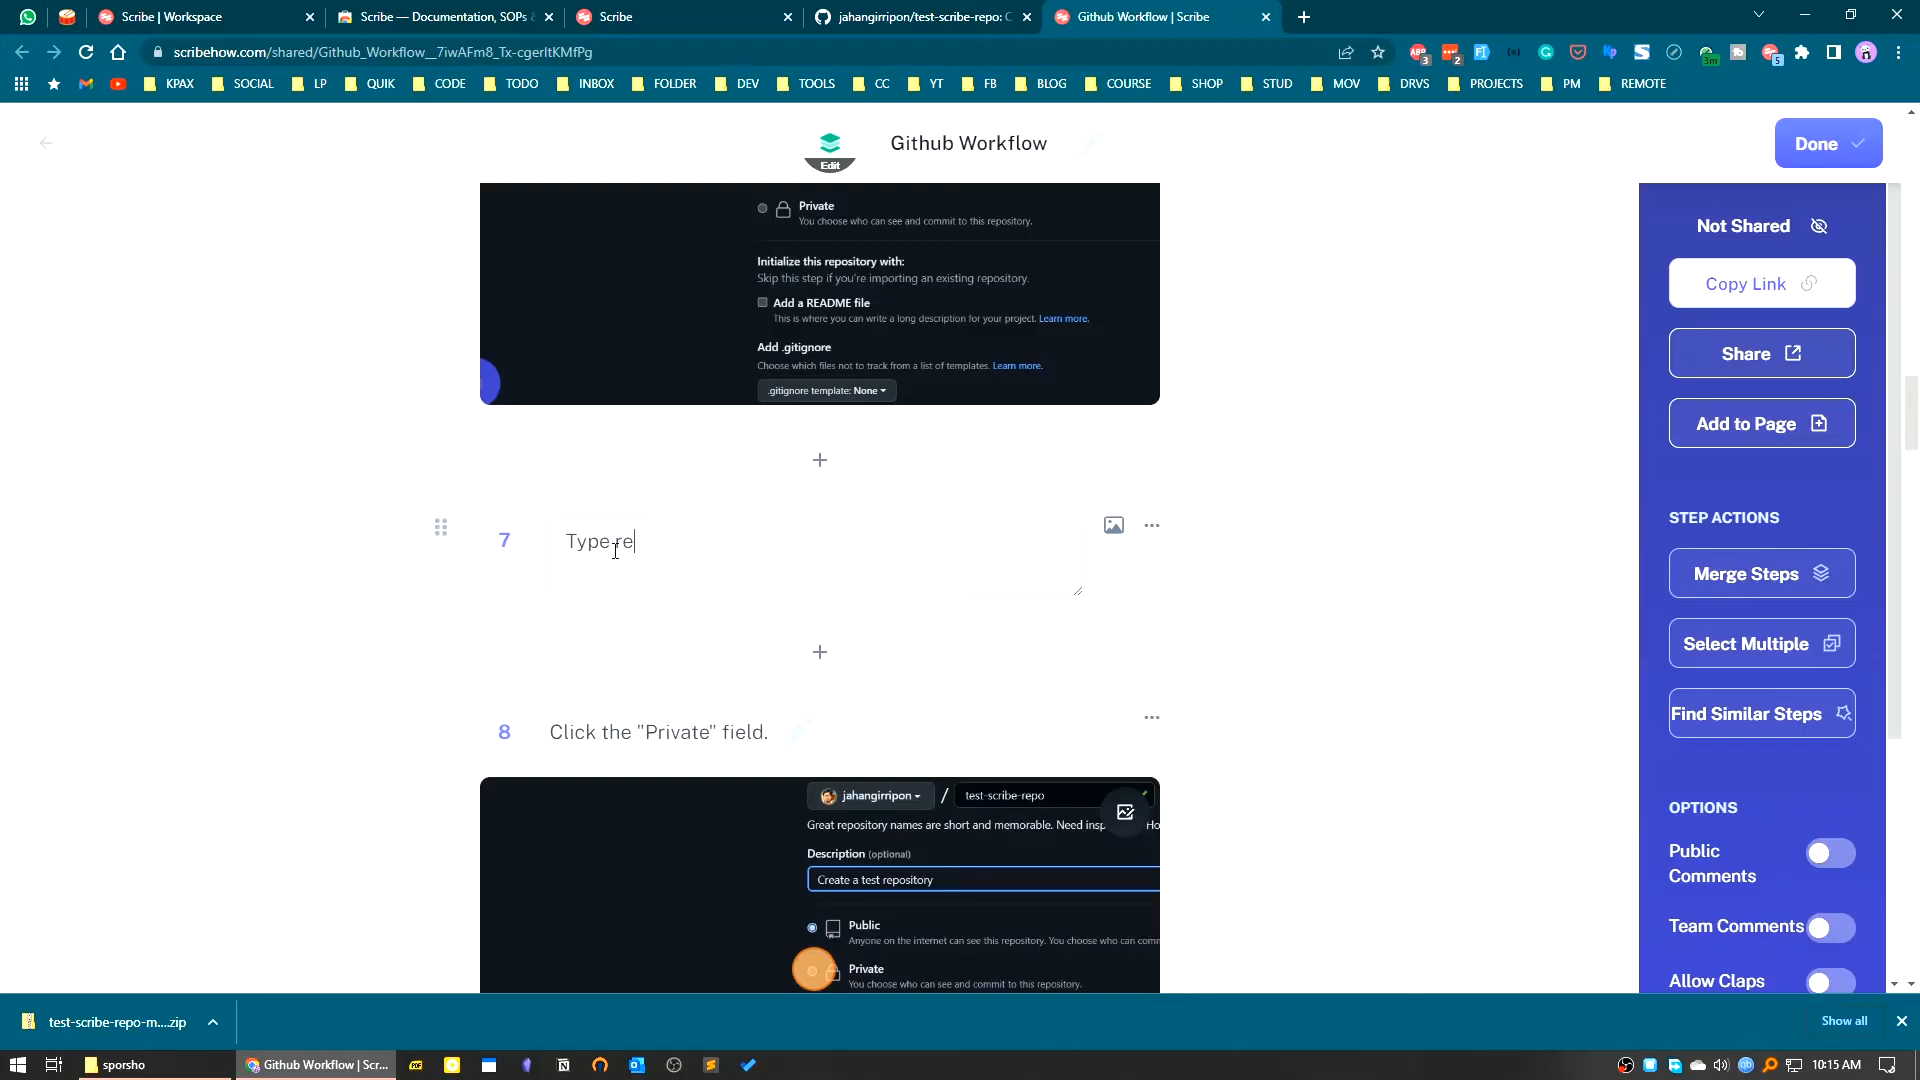 Scribe | Workspace
Scribe — Documentation, SOPs &
Scribe
jahangirripon/test-scribe-repo: C
Github Workflow | Scribe
scribehow.com/shared/Github_Workflow__7iwAFm8_Tx-cgerltKMfPg
KPAX SOCIAL LP QUIK CODE TODO INBOX FOLDER DEV TOOLS CC YT FB BLOG COURSE SHOP STUD MOV DRVS PROJECTS PM REMOTE
Edit
Github Workflow
Done
Private
You choose who can see and commit to this repository.
Initialize this repository with:
Skip this step if you're importing an existing repository.
Add a README file
This is where you can write a long description for your project. Learn more.
Add .gitignore
Choose which files not to track from a list of templates. Learn more.
.gitignore template: None
7 Type re
8 Click the "Private" field.
jahangirripon / test-scribe-repo
Great repository names are short and memorable. Need insp Ho
Description (optional)
Create a test repository
Public
Anyone on the internet can see this repository. You choose who can comm
Private
You choose who can see and commit to this repository.
Not Shared
Copy Link
Share
Add to Page
STEP ACTIONS
Merge Steps
Select Multiple
Find Similar Steps
OPTIONS
Public
Comments
Team Comments
Allow Claps
test-scribe-repo-m....zip
Show all
sporsho
Github Workflow | Scr...
10:15 AM